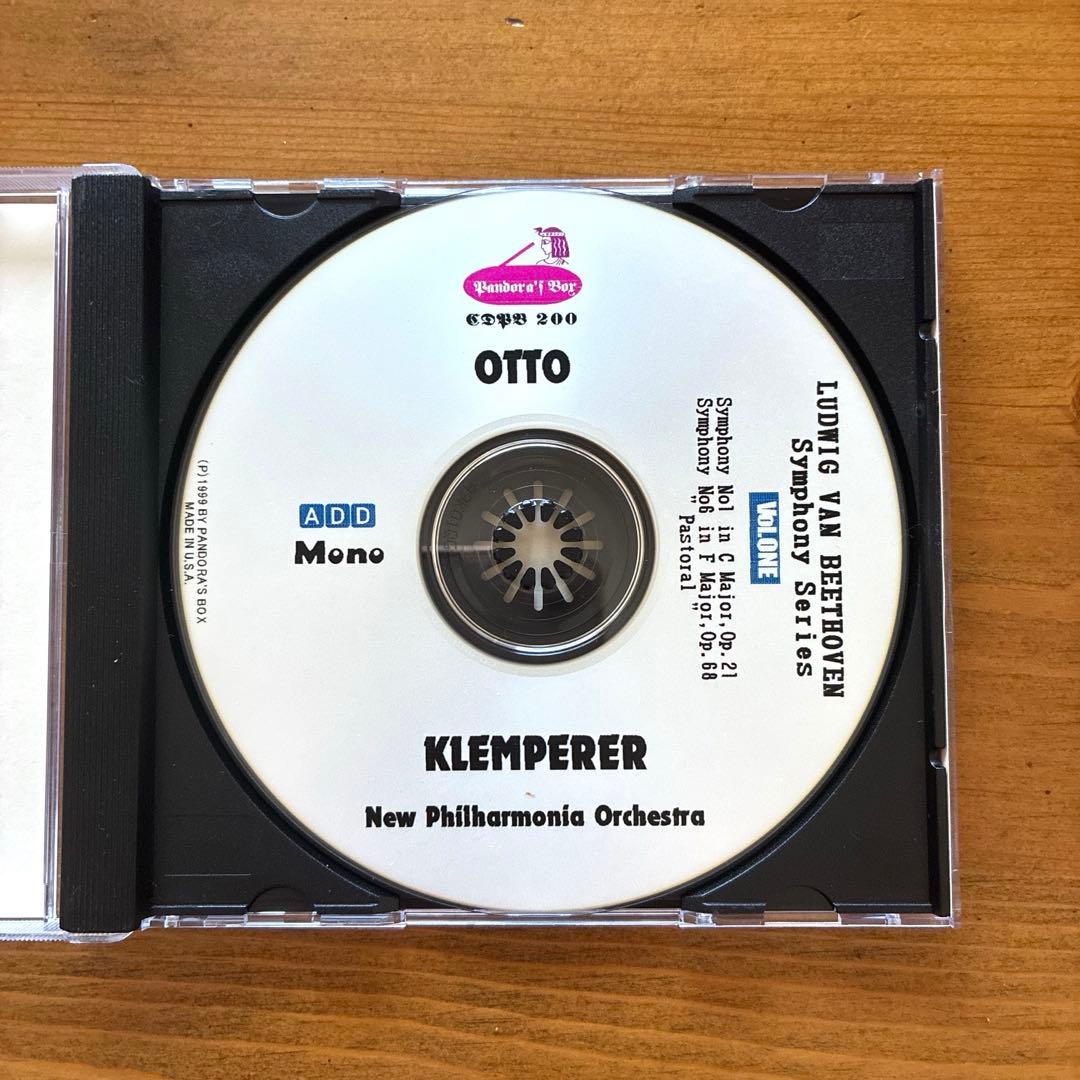 Pandora's Box
CDPB 200
OTTO
LUDWIG VAN BEETHOVEN
Symphony Series
Vol.ONE
Symphony No1 in C Major,Op.21
Symphony No6 in F Major,Op.68
"Pastoral"
ADD
Mono
(P)1999 BY PANDORA'S BOX
MADE IN U.S.A.
KLEMPERER
New Philharmonia Orchestra